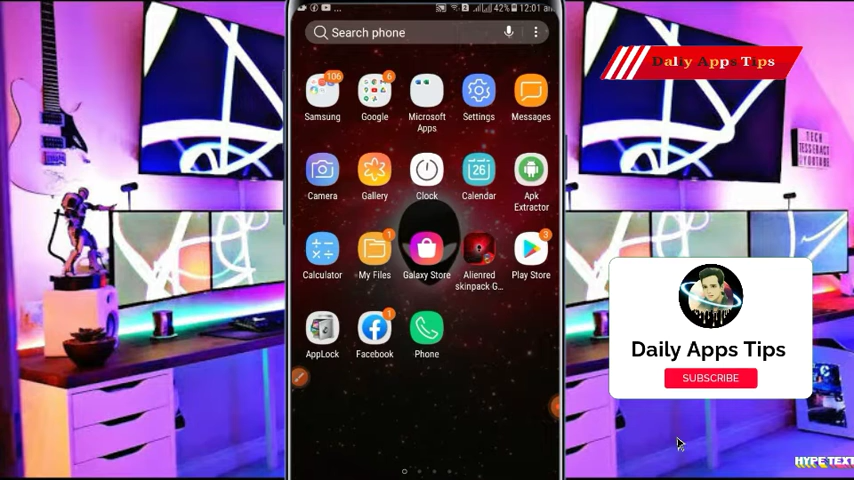 ... 42% 12:01 am
Search phone
Daily Apps Tips
106
6
Samsung
Google
Microsoft Apps
Settings
Messages
26
Camera
Gallery
Clock
Calendar
Apk Extractor
1
3
Calculator
My Files
Galaxy Store
Alienred skinpack G...
Play Store
1
AppLock
Facebook
Phone
TECH
TESSERACT
Daily Apps Tips
SUBSCRIBE
HYPE TEXT